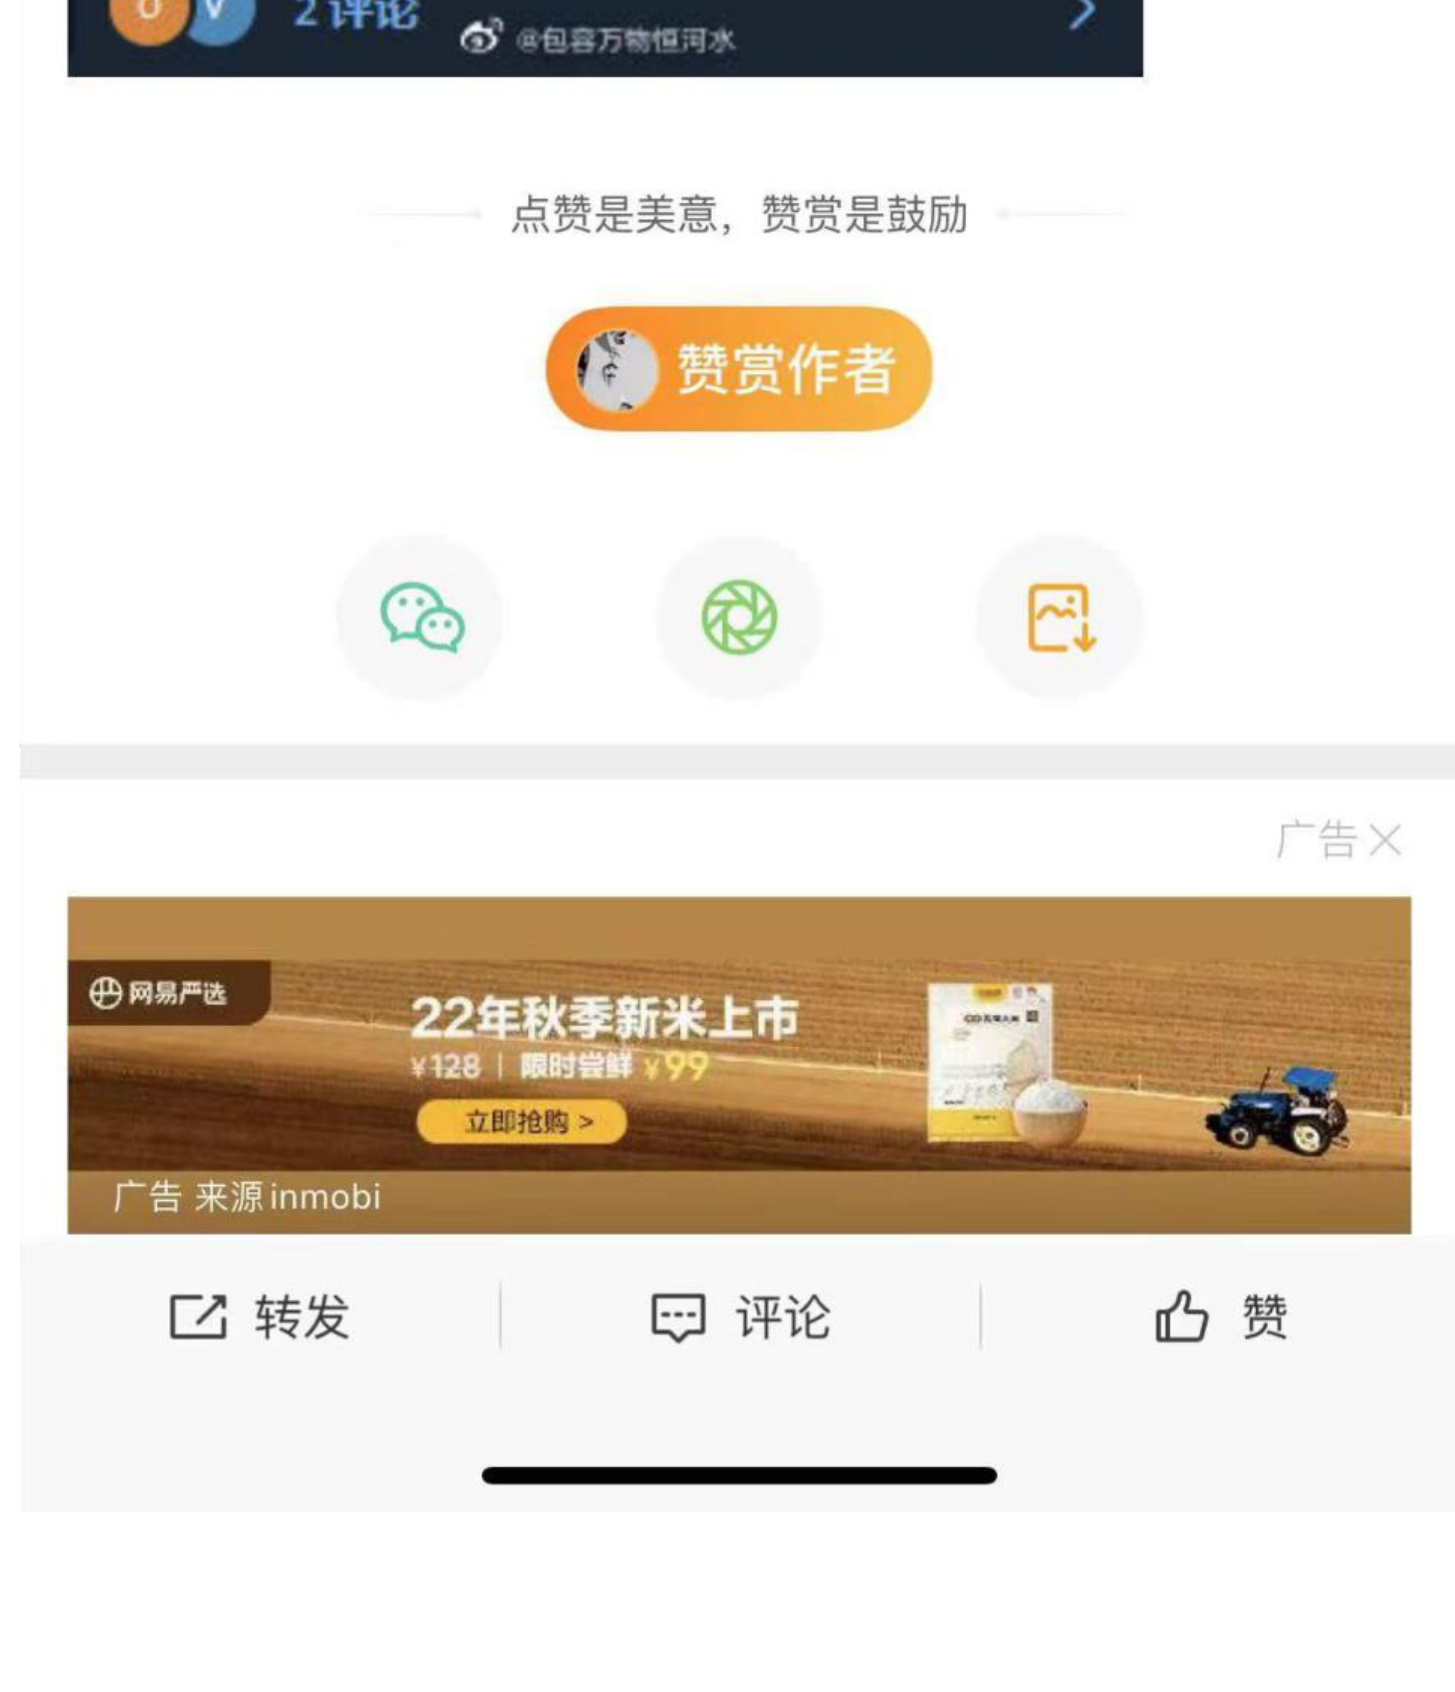 2 评论
@包容万物恒河水
点赞是美意，赞赏是鼓励
赞赏作者
广告
网易严选
22年秋季新米上市
¥128 | 限时尝鲜 ¥99
立即抢购 >
广告 来源inmobi
转发
评论
赞